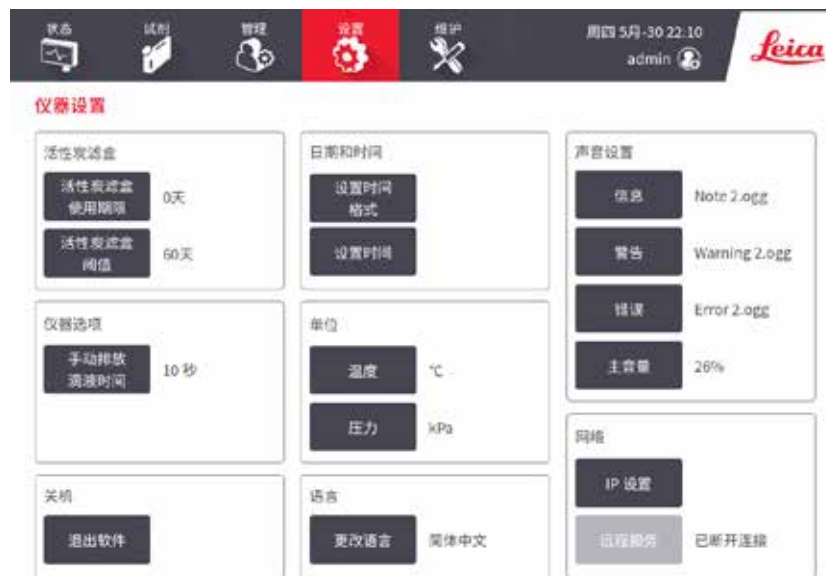 状态
试剂
管理
设置
维护
周四 5月-30 22:10
admin
Leica
仪器设置
活性炭滤盒
活性炭滤盒
使用期限
0天
活性炭滤盒
阈值
60天
日期和时间
设置时间
格式
设置时间
声音设置
信息
Note 2.ogg
警告
Warning 2.ogg
错误
Error 2.ogg
主音量
26%
仪器选项
手动排放
滴液时间
10 秒
单位
温度
℃
压力
kPa
网络
IP 设置
远程服务
已断开连接
关机
退出软件
语言
更改语言
简体中文